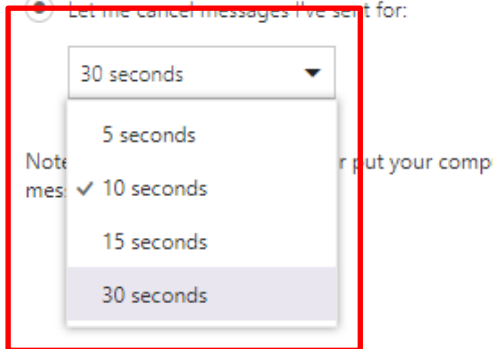 Let me cancel messages I've sent for:
30 seconds
5 seconds
Note r put your comp
mes ✓ 10 seconds
15 seconds
30 seconds